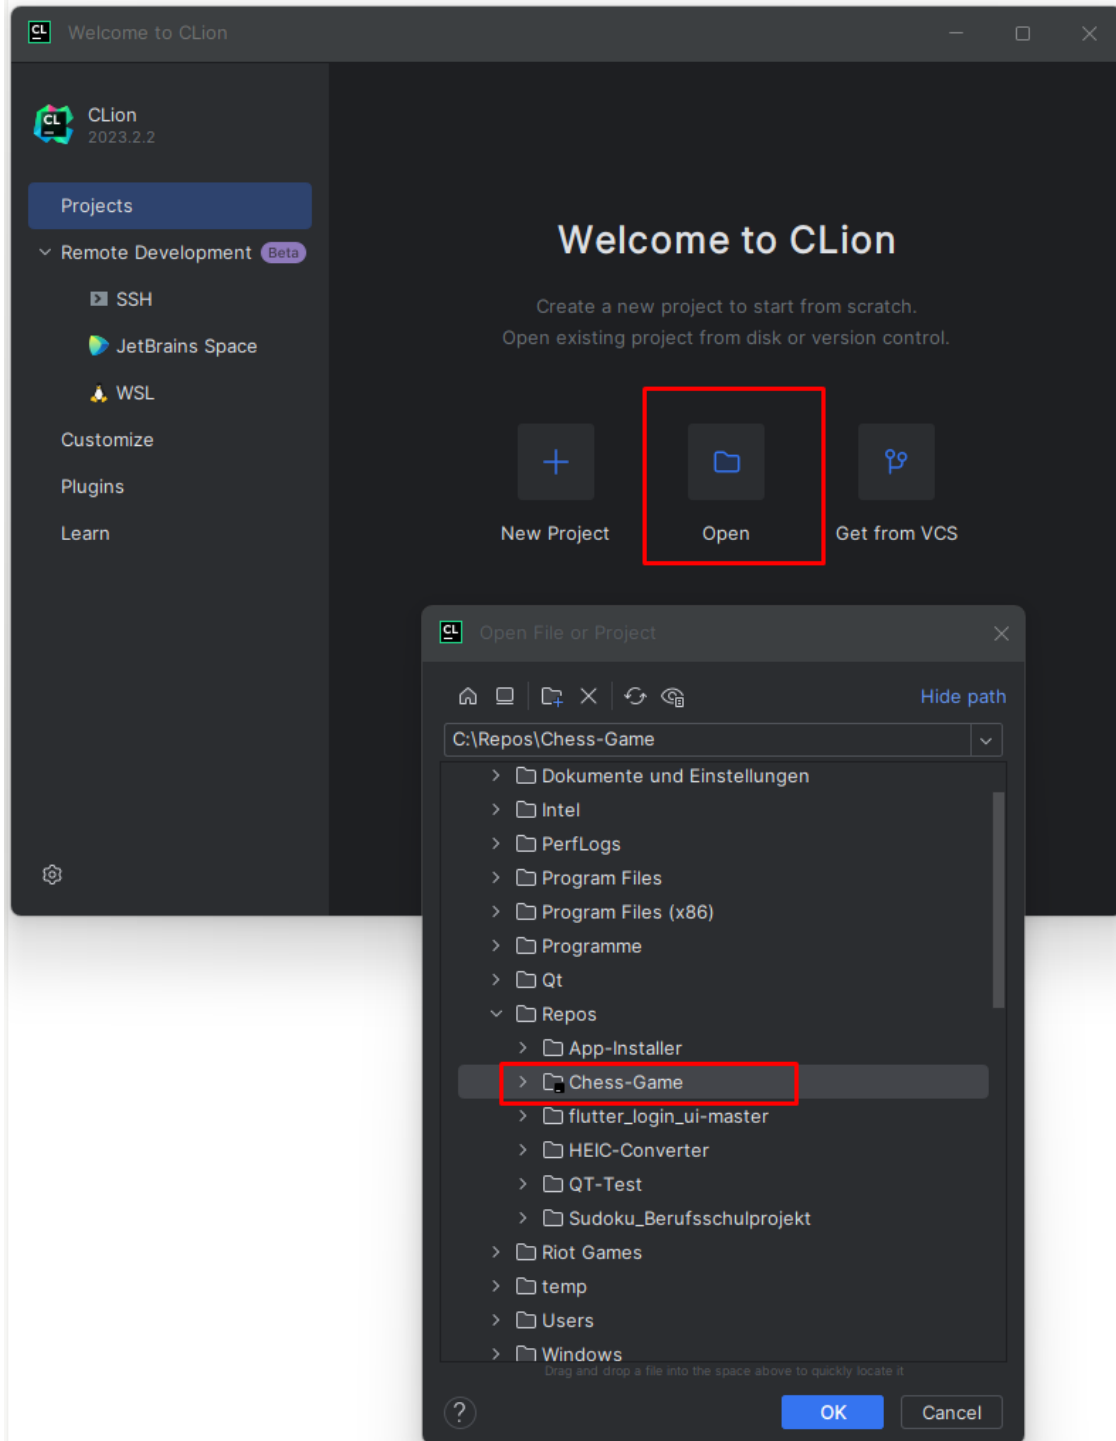 CL Welcome to CLion
CL CLion
2023.2.2
Projects
Remote Development Beta
SSH
JetBrains Space
WSL
Customize
Plugins
Learn
Welcome to CLion
Create a new project to start from scratch.
Open existing project from disk or version control.
New Project Open Get from VCS
CL Open File or Project
Hide path
C:\Repos\Chess-Game
Dokumente und Einstellungen
Intel
PerfLogs
Program Files
Program Files (x86)
Programme
Qt
Repos
App-Installer
Chess-Game
flutter_login_ui-master
HEIC-Converter
QT-Test
Sudoku_Berufsschulprojekt
Riot Games
temp
Users
Windows
Drag and drop a file into the space above to quickly locate it
? OK Cancel